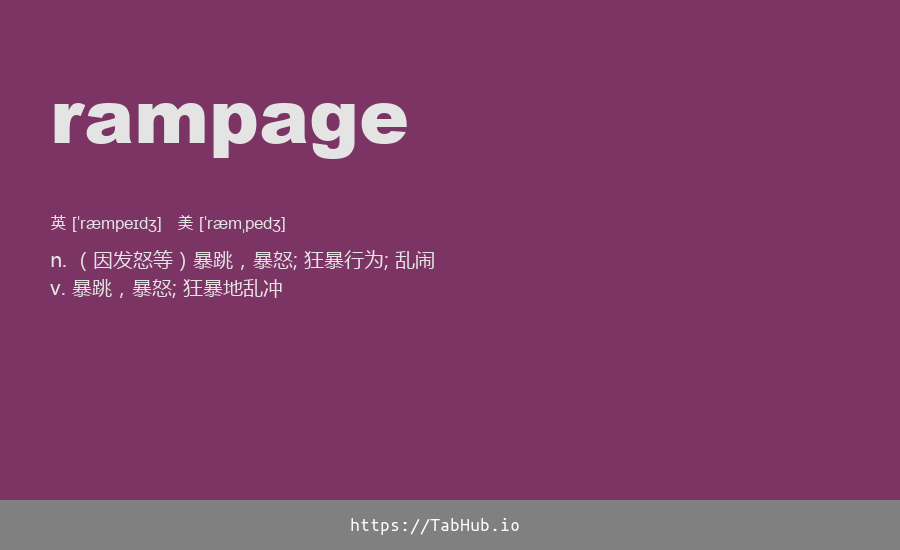 rampage
英 [ˈræmpeɪdʒ] 美 [ˈræmˌpedʒ]
n. （因发怒等）暴跳，暴怒; 狂暴行为; 乱闹
v. 暴跳，暴怒; 狂暴地乱冲
https://TabHub.io